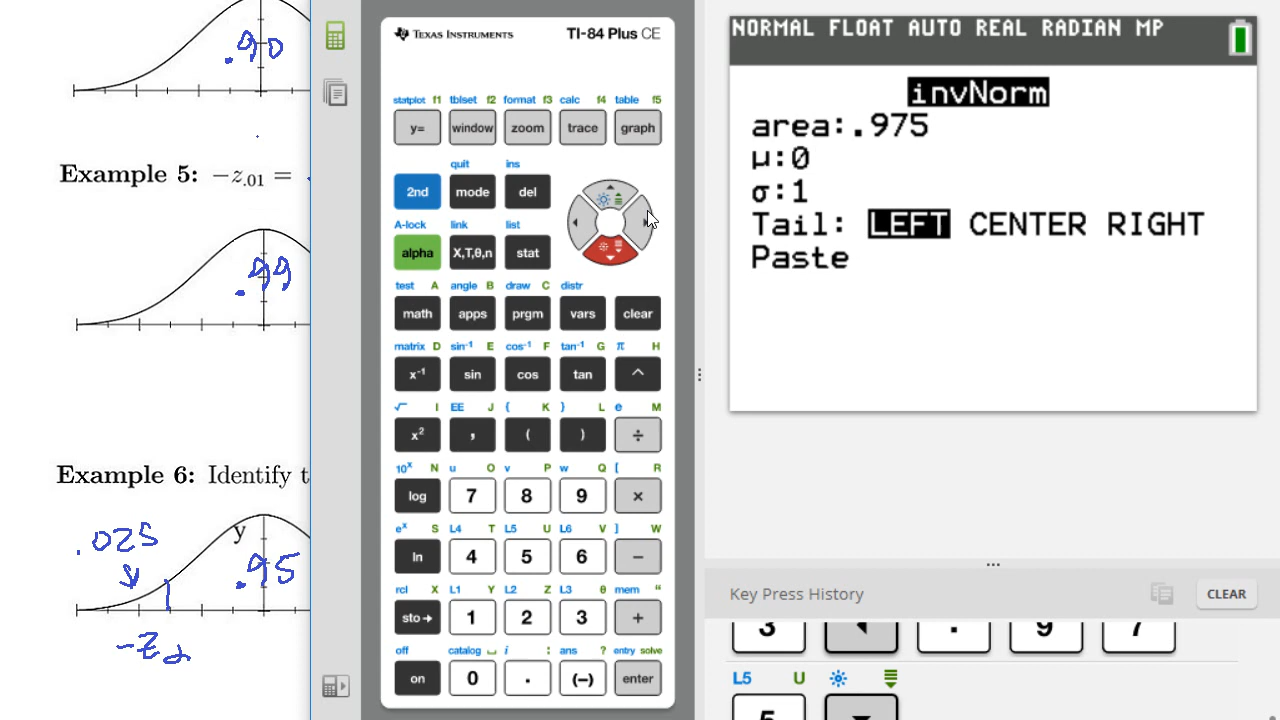 .90
Example 5: −z.01 =
.99
Example 6: Identify t
.025
y
.95
−Zα
TEXAS INSTRUMENTS TI-84 Plus CE
statplot f1 tblset f2 format f3 calc f4 table f5
y= window zoom trace graph
quit ins
2nd mode del
A-lock link list
alpha X,T,θ,n stat
test A angle B draw C distr
math apps prgm vars clear
matrix D sin⁻¹ E cos⁻¹ F tan⁻¹ G π H
x⁻¹ sin cos tan ^
√ I EE J { K } L e M
x² , ( ) ÷
10ˣ N u O v P w Q [ R
log 7 8 9 ×
eˣ S L4 T L5 U L6 V ] W
ln 4 5 6 −
rcl X L1 Y L2 Z L3 θ mem "
sto→ 1 2 3 +
off catalog ⎵ i : ans ? entry solve
on 0 . (−) enter
NORMAL FLOAT AUTO REAL RADIAN MP
invNorm
area:.975
μ:0
σ:1
Tail: LEFT CENTER RIGHT
Paste
Key Press History CLEAR
3 . 9 7
L5 U
5